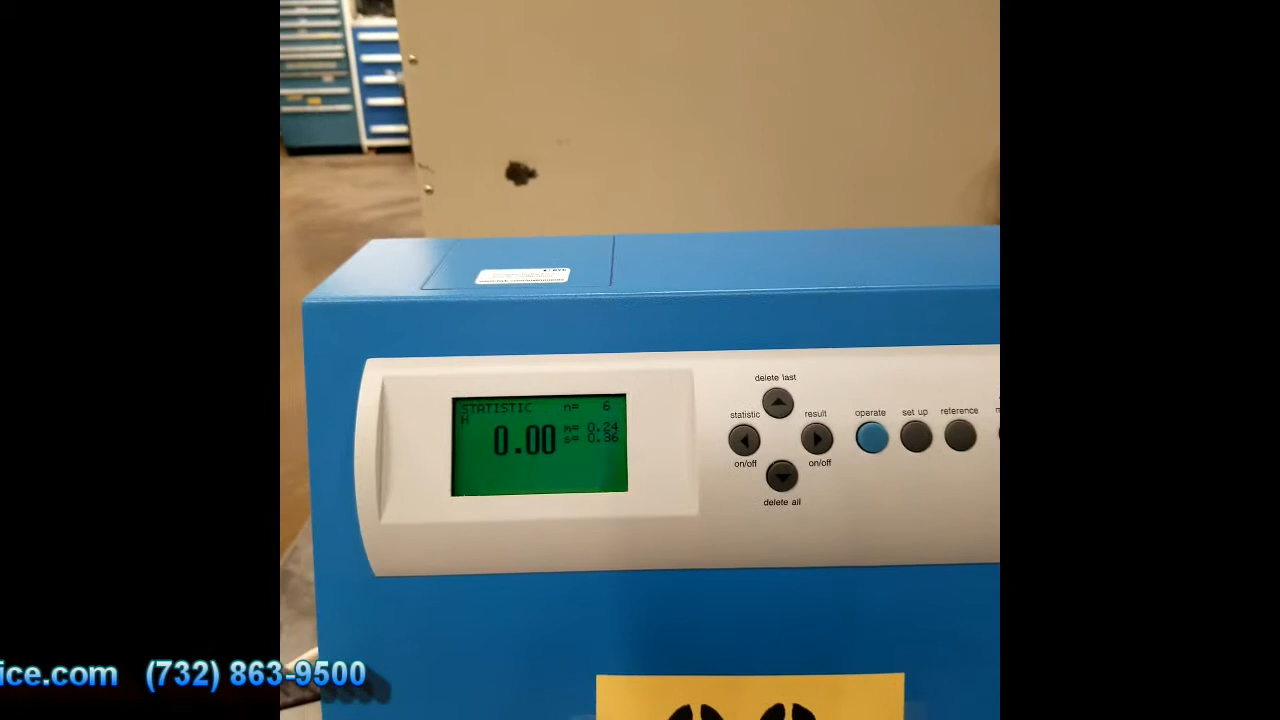 STATISTIC n= 6
H
0.00
m= 0.24
s= 0.36
delete last
statistic
result
operate
set up
reference
on/off
on/off
delete all
ice.com (732) 863-9500